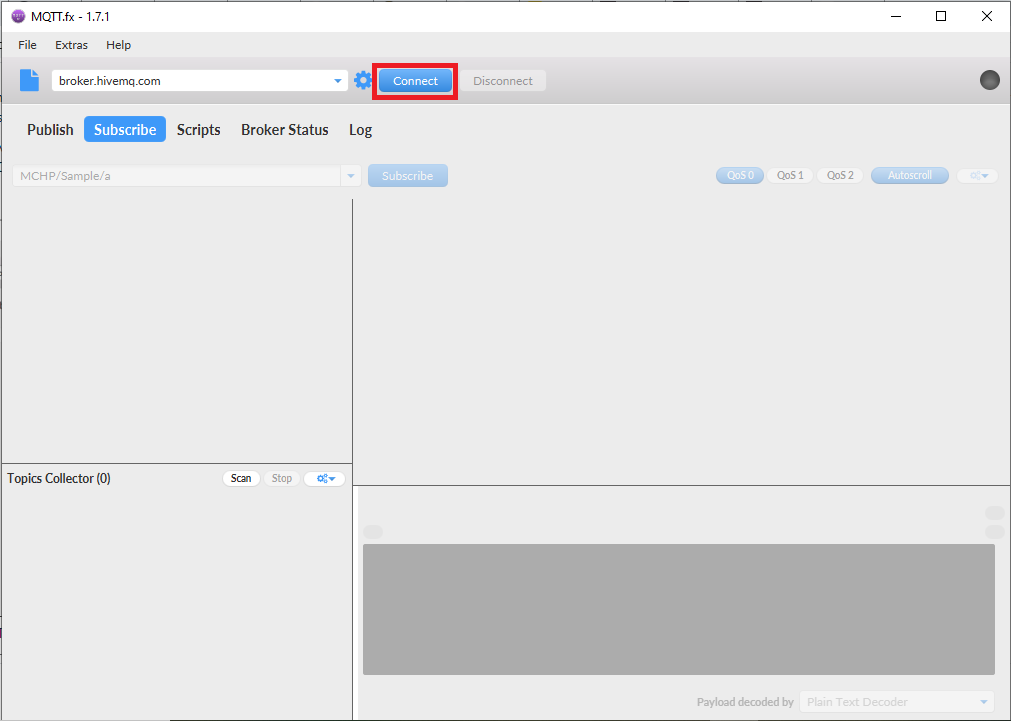 MQTT.fx - 1.7.1
File Extras Help
broker.hivemq.com Connect Disconnect
Publish Subscribe Scripts Broker Status Log
MCHP/Sample/a Subscribe QoS 0 QoS 1 QoS 2 Autoscroll
Topics Collector (0) Scan Stop
Payload decoded by Plain Text Decoder